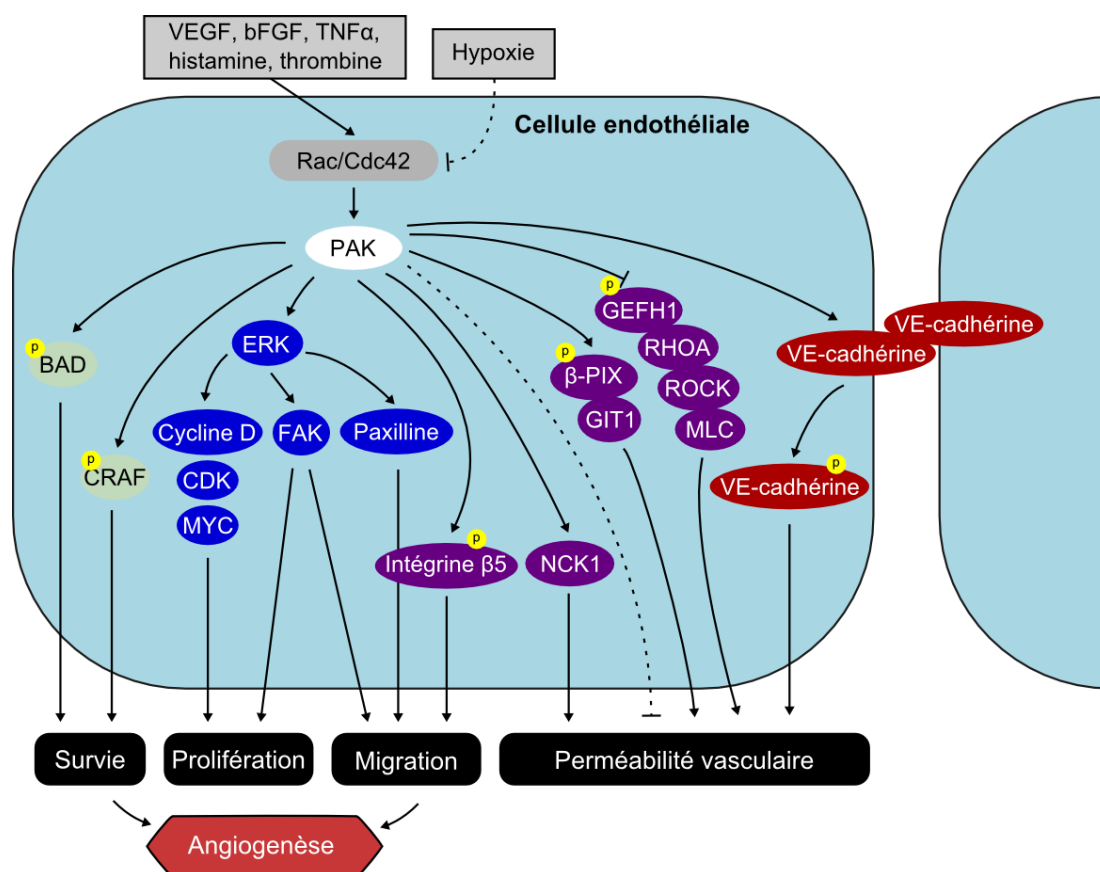 VEGF, bFGF, TNFα,
histamine, thrombine
Hypoxie
Cellule endothéliale
Rac/Cdc42
PAK
p
GEFH1
VE-cadhérine
VE-cadhérine
ERK
RHOA
p
BAD
p
β-PIX
ROCK
GIT1
MLC
Cycline D
FAK
Paxilline
p
CRAF
CDK
MYC
p
VE-cadhérine
p
Intégrine β5
NCK1
Survie
Prolifération
Migration
Perméabilité vasculaire
Angiogenèse